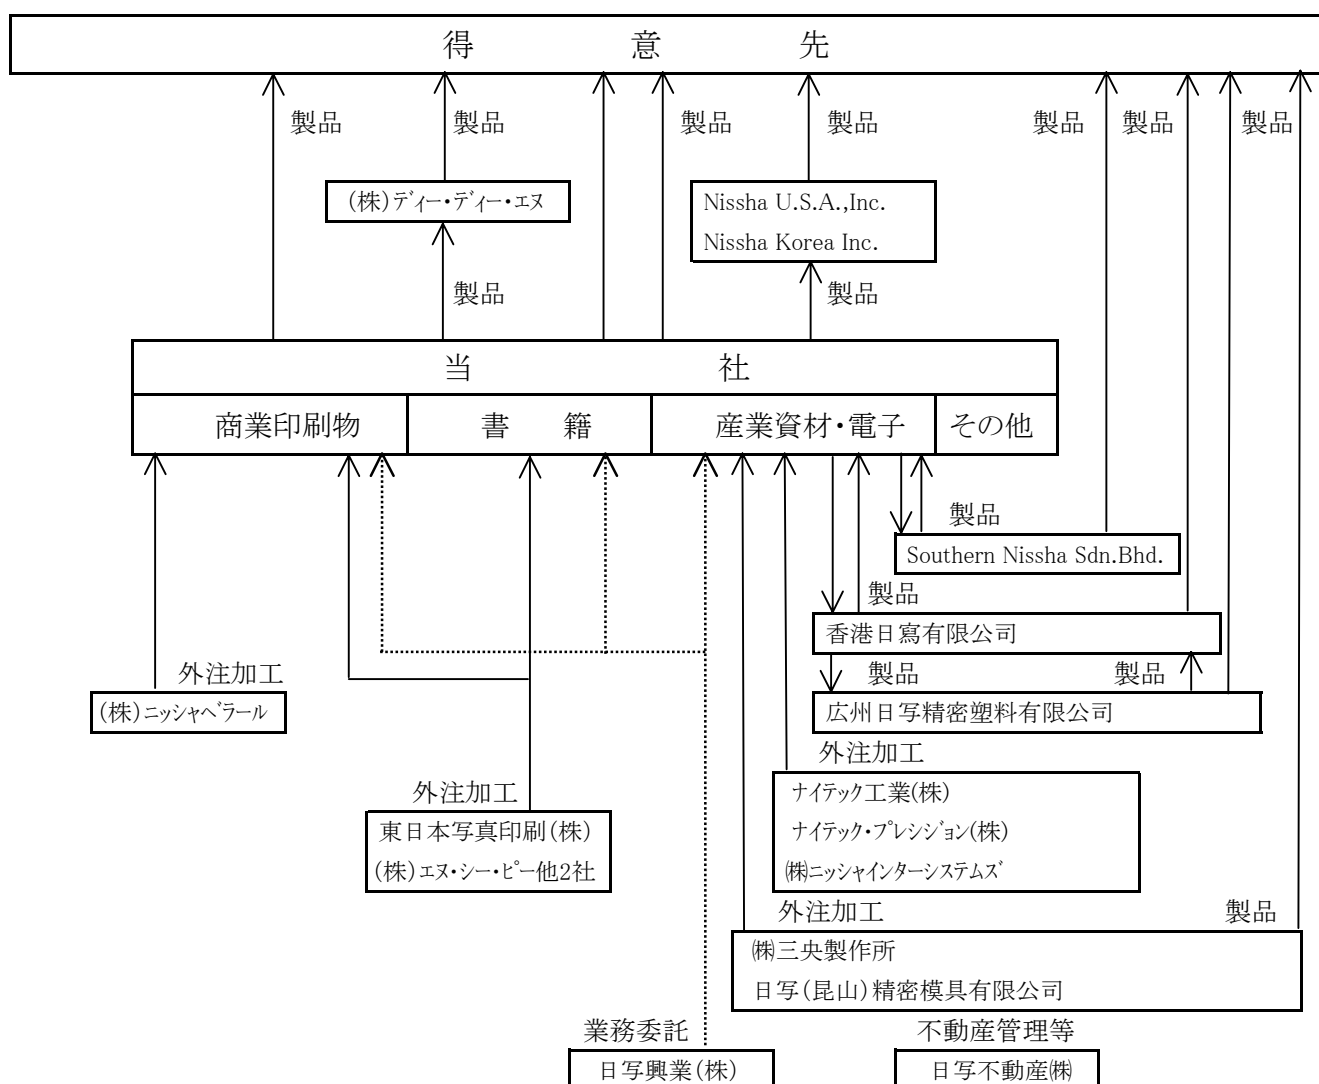 得 意 先
製品 製品 製品 製品 製品 製品 製品
(株)ディー・ディー・エヌ
Nissha U.S.A.,Inc.
Nissha Korea Inc.
製品 製品
当 社
商業印刷物 書 籍 産業資材・電子 その他
製品
Southern Nissha Sdn.Bhd.
製品
香港日寫有限公司
外注加工 製品 製品
(株)ニッシャベラール
広州日写精密塑料有限公司
外注加工
ナイテック工業(株)
ナイテック・プレシジョン(株)
㈱ニッシャインターシステムズ
外注加工
東日本写真印刷(株)
(株)エヌ・シー・ピー他2社
外注加工 製品
㈱三央製作所
日写(昆山)精密模具有限公司
業務委託 不動産管理等
日写興業(株) 日写不動産㈱